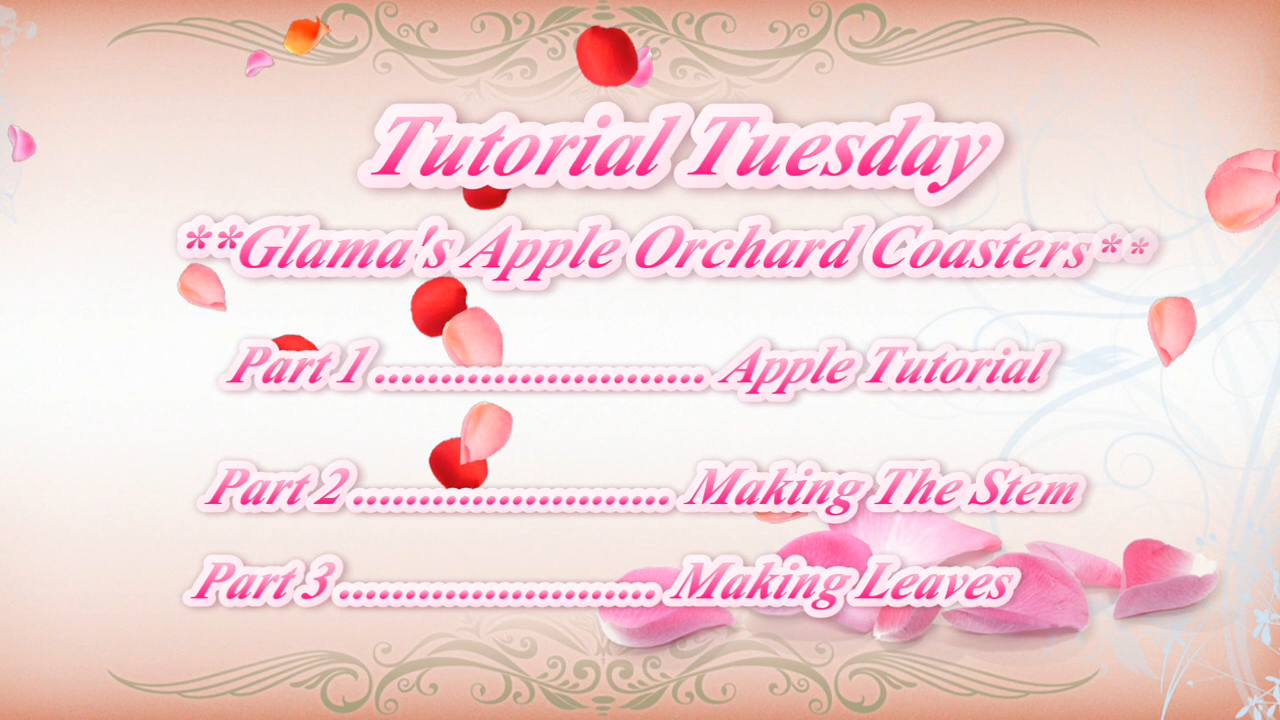 Tutorial Tuesday
**Glama's Apple Orchard Coasters**
Part 1......................... Apple Tutorial
Part 2........................ Making The Stem
Part 3........................ Making Leaves